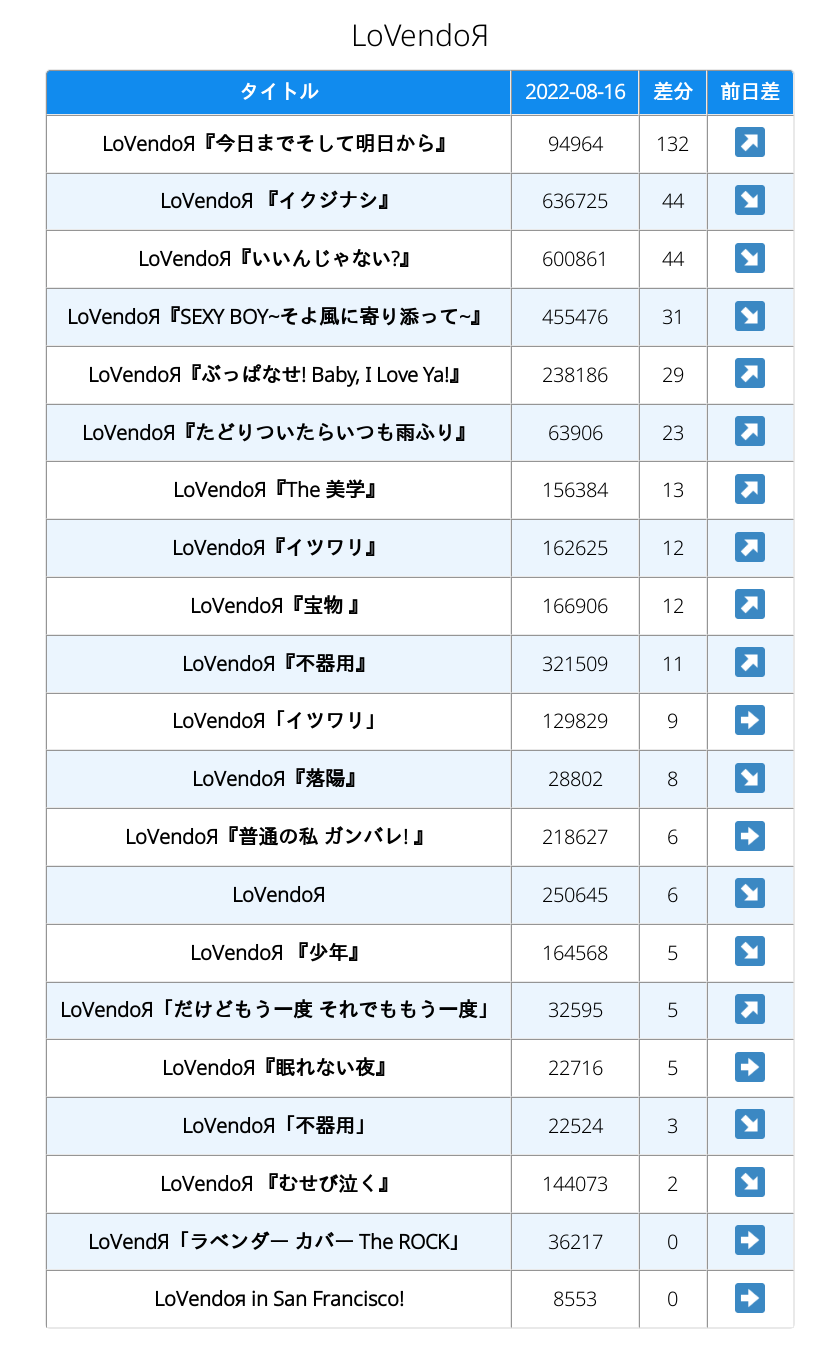 LoVendoЯ
タイトル 2022-08-16 差分 前日差
LoVendoЯ『今日までそして明日から』 94964 132
LoVendoЯ 『イクジナシ』 636725 44
LoVendoЯ『いいんじゃない?』 600861 44
LoVendoЯ『SEXY BOY~そよ風に寄り添って~』 455476 31
LoVendoЯ『ぶっぱなせ! Baby, I Love Ya!』 238186 29
LoVendoЯ『たどりついたらいつも雨ふり』 63906 23
LoVendoЯ『The 美学』 156384 13
LoVendoЯ『イツワリ』 162625 12
LoVendoЯ『宝物 』 166906 12
LoVendoЯ『不器用』 321509 11
LoVendoЯ「イツワリ」 129829 9
LoVendoЯ『落陽』 28802 8
LoVendoЯ『普通の私 ガンバレ! 』 218627 6
LoVendoЯ 250645 6
LoVendoЯ 『少年』 164568 5
LoVendoЯ「だけどもう一度 それでももう一度」 32595 5
LoVendoЯ『眠れない夜』 22716 5
LoVendoЯ「不器用」 22524 3
LoVendoЯ 『むせび泣く』 144073 2
LoVendЯ「ラベンダー カバー The ROCK」 36217 0
LoVendoя in San Francisco! 8553 0